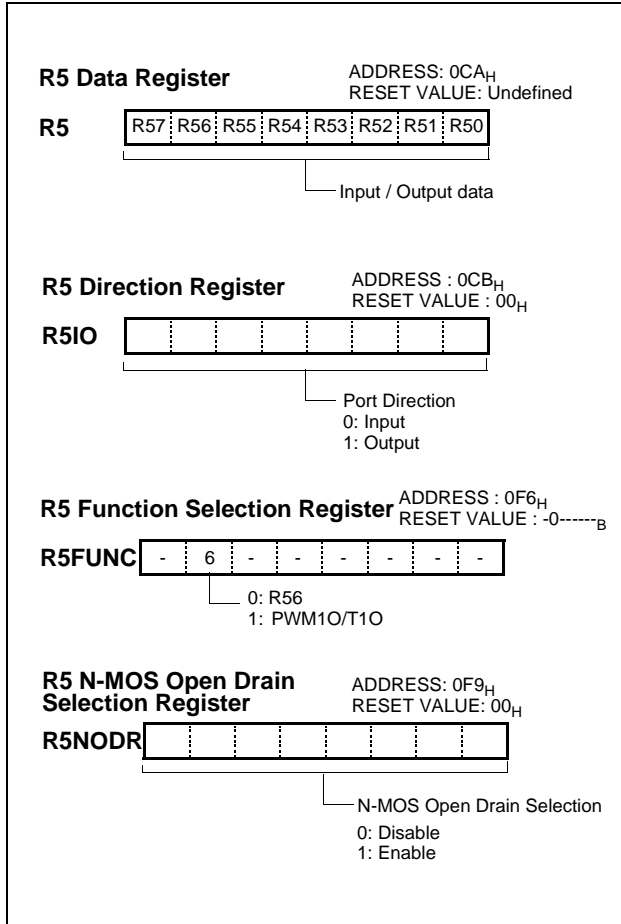 R5 Data Register
ADDRESS: 0CAH
RESET VALUE: Undefined
R5
R57 R56 R55 R54 R53 R52 R51 R50
Input / Output data
R5 Direction Register
ADDRESS : 0CBH
RESET VALUE : 00H
R5IO
Port Direction
0: Input
1: Output
R5 Function Selection Register
ADDRESS : 0F6H
RESET VALUE : -0------B
R5FUNC - 6 - - - - - -
0: R56
1: PWM1O/T1O
R5 N-MOS Open Drain
Selection Register
ADDRESS: 0F9H
RESET VALUE: 00H
R5NODR
N-MOS Open Drain Selection
0: Disable
1: Enable